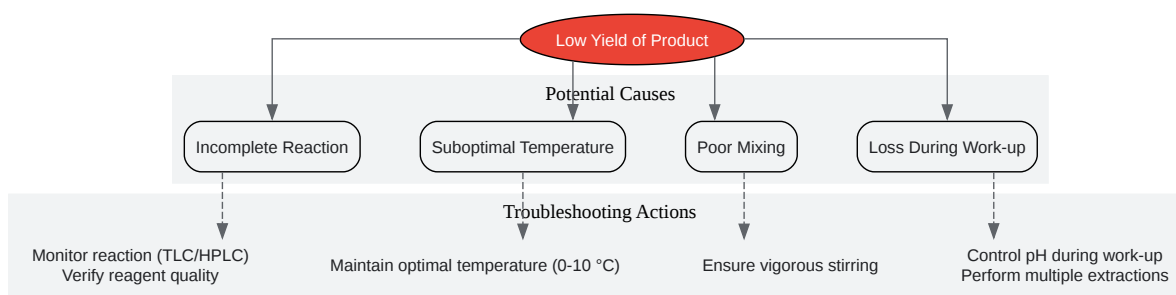 Low Yield of Product
Potential Causes
Incomplete Reaction
Suboptimal Temperature
Poor Mixing
Loss During Work-up
Troubleshooting Actions
Monitor reaction (TLC/HPLC)
Verify reagent quality
Maintain optimal temperature (0-10 °C)
Ensure vigorous stirring
Control pH during work-up
Perform multiple extractions